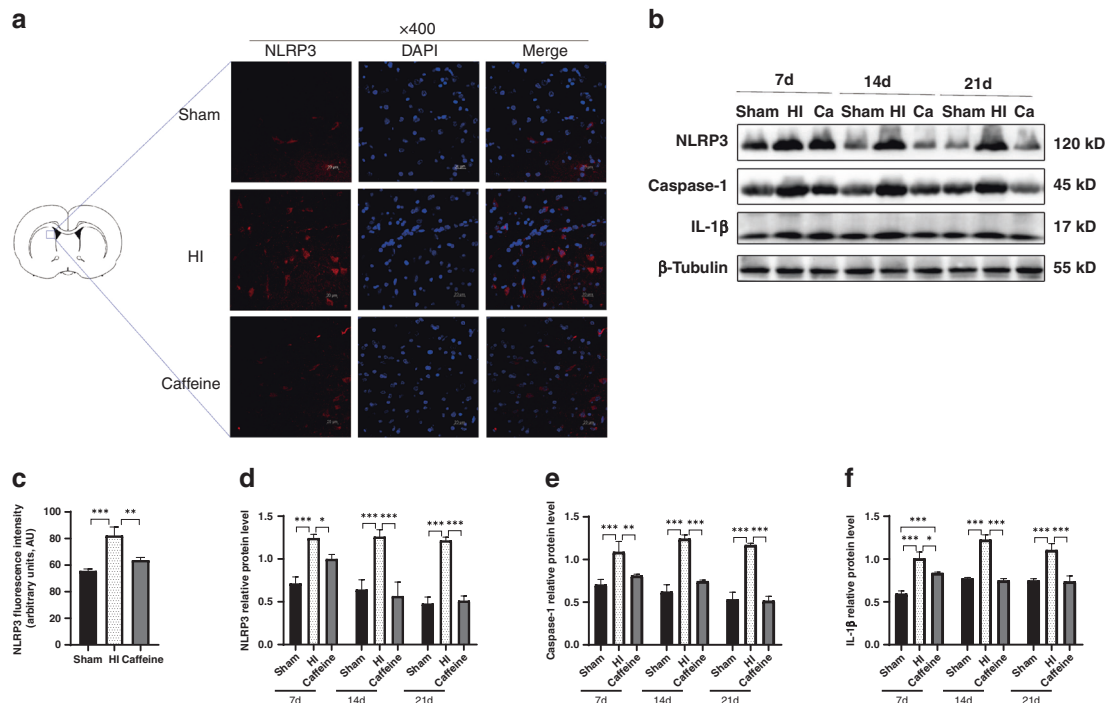 a
×400
NLRP3 DAPI Merge
Sham
HI
Caffeine
b
7d 14d 21d
Sham HI Ca Sham HI Ca Sham HI Ca
NLRP3 120 kD
Caspase-1 45 kD
IL-1β 17 kD
β-Tubulin 55 kD
c
NLRP3 fluorescence intensity
(arbitrary units, AU)
100
80
60
80
20
0
*** **
Sham HI Caffeine
d
NLRP3 relative protein level
1.5
1.0
0.5
0.0
*** * *** *** *** ***
Sham HI Caffeine Sham HI Caffeine Sham HI Caffeine
7d 14d 21d
e
Caspase-1 relative protein level
1.5
1.0
0.5
0.0
*** ** *** *** *** ***
Sham HI Caffeine Sham HI Caffeine Sham HI Caffeine
7d 14d 21d
f
IL-1β relative protein level
1.5
1.0
0.5
0.0
***
*** * *** *** *** ***
Sham HI Caffeine Sham HI Caffeine Sham HI Caffeine
7d 14d 21d